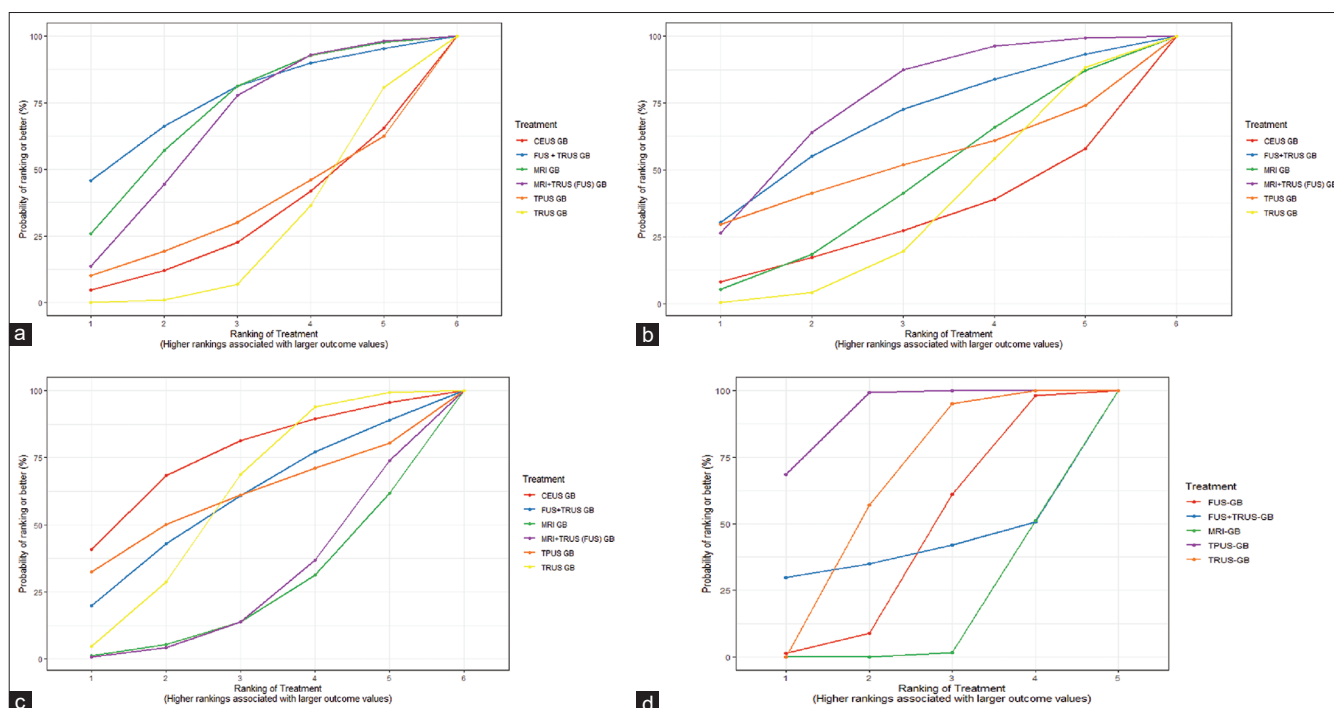 100
75
50
25
0
Probability of ranking or better (%)
1 2 3 4 5 6
Ranking of Treatment
(Higher rankings associated with larger outcome values)
Treatment
CEUS GB
FUS + TRUS GB
MRI GB
MRI+TRUS (FUS) GB
TPUS GB
TRUS GB
a
100
75
50
25
0
Probability of ranking or better (%)
1 2 3 4 5 6
Ranking of Treatment
(Higher rankings associated with larger outcome values)
Treatment
CEUS GB
FUS+TRUS GB
MRI GB
MRI+TRUS (FUS) GB
TPUS GB
TRUS GB
b
100
75
50
25
0
Probability of ranking or better (%)
1 2 3 4 5 6
Ranking of Treatment
(Higher rankings associated with larger outcome values)
Treatment
CEUS GB
FUS+TRUS GB
MRI GB
MRI+TRUS (FUS) GB
TPUS GB
TRUS GB
c
100
75
50
25
0
Probability of ranking or better (%)
1 2 3 4 5
Ranking of Treatment
(Higher rankings associated with larger outcome values)
Treatment
FUS-GB
FUS+TRUS-GB
MRI-GB
TPUS-GB
TRUS-GB
d